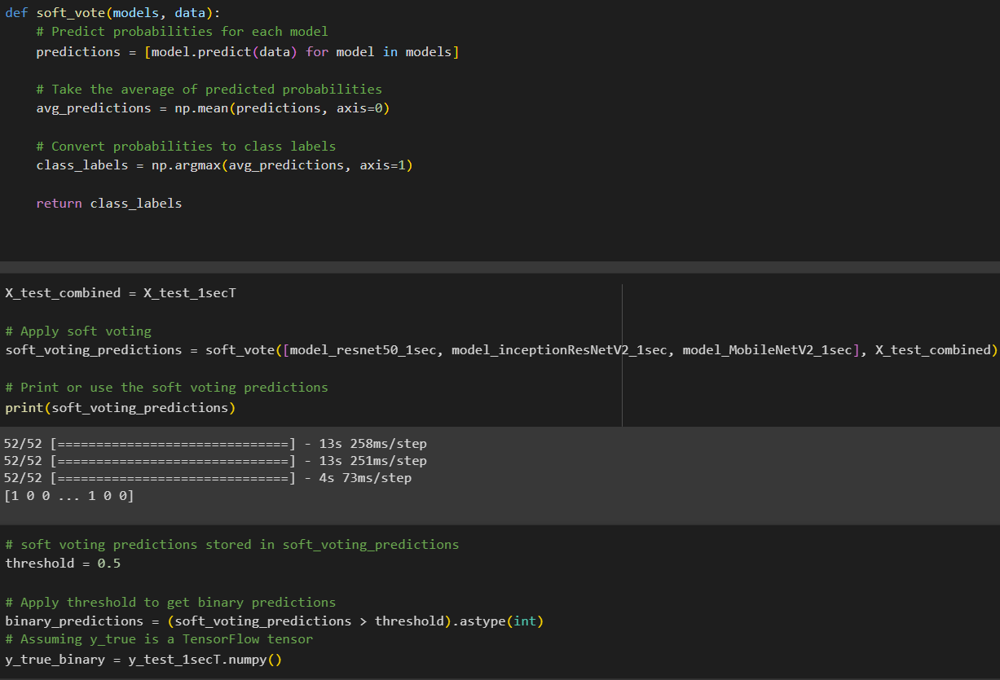 def soft_vote(models, data):
    # Predict probabilities for each model
    predictions = [model.predict(data) for model in models]
    # Take the average of predicted probabilities
    avg_predictions = np.mean(predictions, axis=0)
    # Convert probabilities to class labels
    class_labels = np.argmax(avg_predictions, axis=1)
    return class_labels
X_test_combined = X_test_1secT
# Apply soft voting
soft_voting_predictions = soft_vote([model_resnet50_1sec, model_inceptionResNetV2_1sec, model_MobileNetV2_1sec], X_test_combined)
# Print or use the soft voting predictions
print(soft_voting_predictions)
52/52 [==============================] - 13s 258ms/step
52/52 [==============================] - 13s 251ms/step
52/52 [==============================] - 4s 73ms/step
[1 0 0 ... 1 0 0]
# soft voting predictions stored in soft_voting_predictions
threshold = 0.5
# Apply threshold to get binary predictions
binary_predictions = (soft_voting_predictions > threshold).astype(int)
# Assuming y_true is a TensorFlow tensor
y_true_binary = y_test_1secT.numpy()